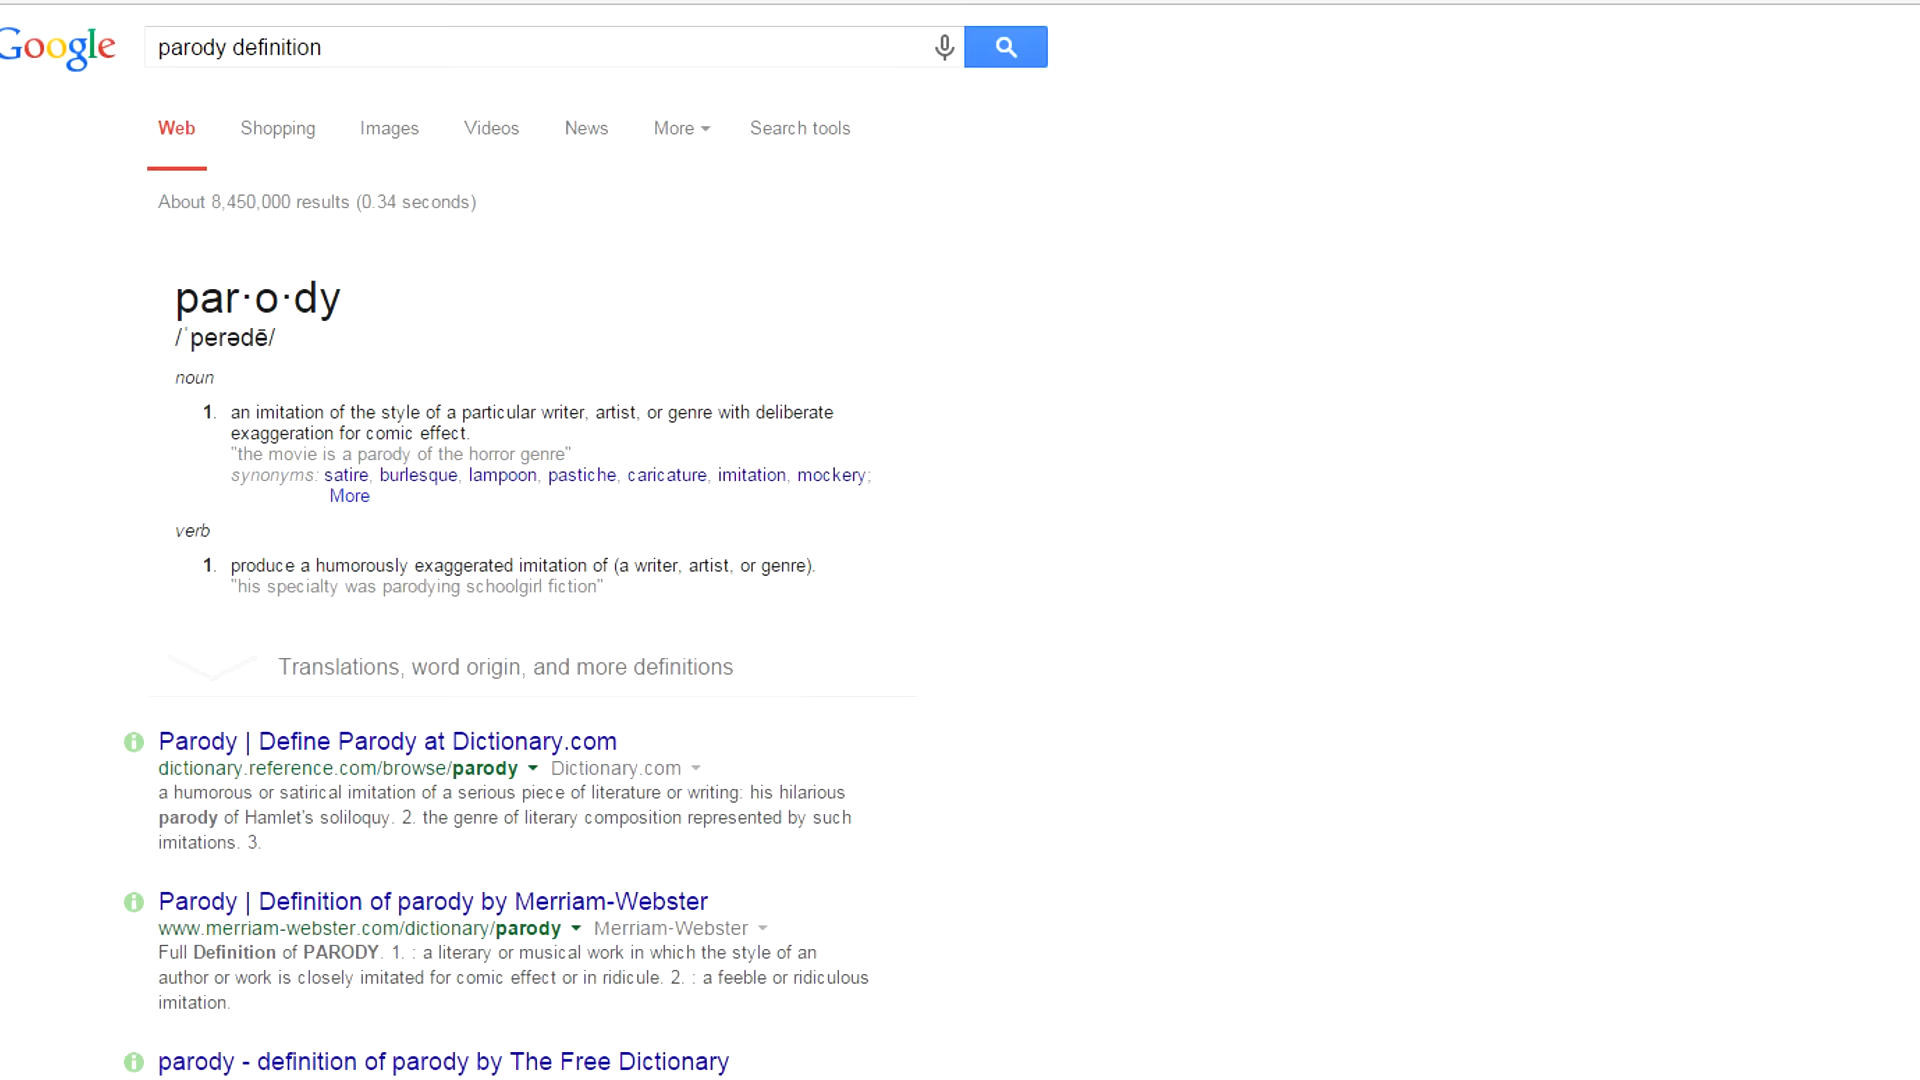 Google
parody definition
Web Shopping Images Videos News More Search tools
About 8,450,000 results (0.34 seconds)
par·o·dy
/ˈperədē/
noun
1. an imitation of the style of a particular writer, artist, or genre with deliberate
exaggeration for comic effect.
"the movie is a parody of the horror genre"
synonyms: satire, burlesque, lampoon, pastiche, caricature, imitation, mockery;
More
verb
1. produce a humorously exaggerated imitation of (a writer, artist, or genre).
"his specialty was parodying schoolgirl fiction"
Translations, word origin, and more definitions
Parody | Define Parody at Dictionary.com
dictionary.reference.com/browse/parody Dictionary.com
a humorous or satirical imitation of a serious piece of literature or writing: his hilarious
parody of Hamlet's soliloquy. 2. the genre of literary composition represented by such
imitations. 3.
Parody | Definition of parody by Merriam-Webster
www.merriam-webster.com/dictionary/parody Merriam-Webster
Full Definition of PARODY. 1. : a literary or musical work in which the style of an
author or work is closely imitated for comic effect or in ridicule. 2. : a feeble or ridiculous
imitation.
parody - definition of parody by The Free Dictionary